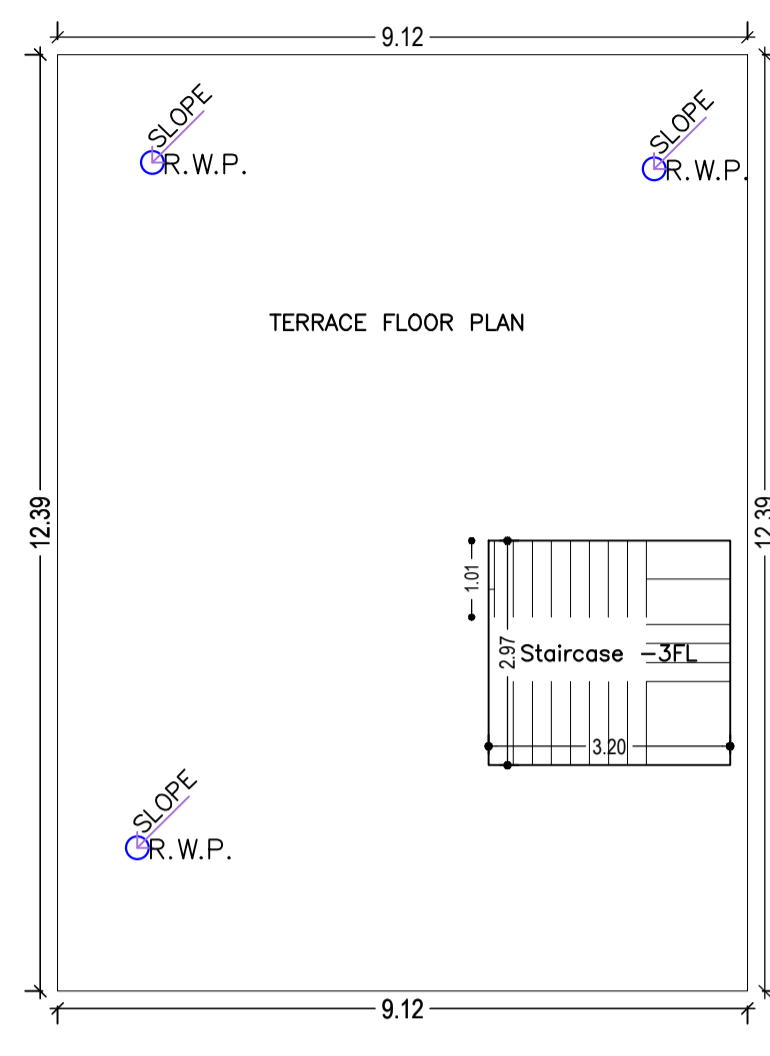 9.12
SLOPE
R.W.P.
SLOPE
R.W.P.
TERRACE FLOOR PLAN
12.39
12.39
1.01
2.97
Staircase -3FL
3.20
SLOPE
R.W.P.
9.12